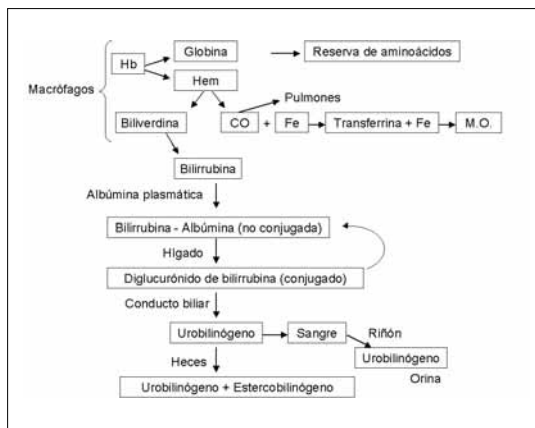 Globina
Reserva de aminoácidos
Hb
Hem
Macrófagos
Pulmones
Biliverdina
CO + Fe
Transferrina + Fe
M.O.
Bilirrubina
Albúmina plasmática
Bilirrubina - Albúmina (no conjugada)
Hígado
Diglucurónido de bilirrubina (conjugado)
Conducto biliar
Urobilinógeno
Sangre
Riñón
Heces
Urobilinógeno
Orina
Urobilinógeno + Estercobilinógeno